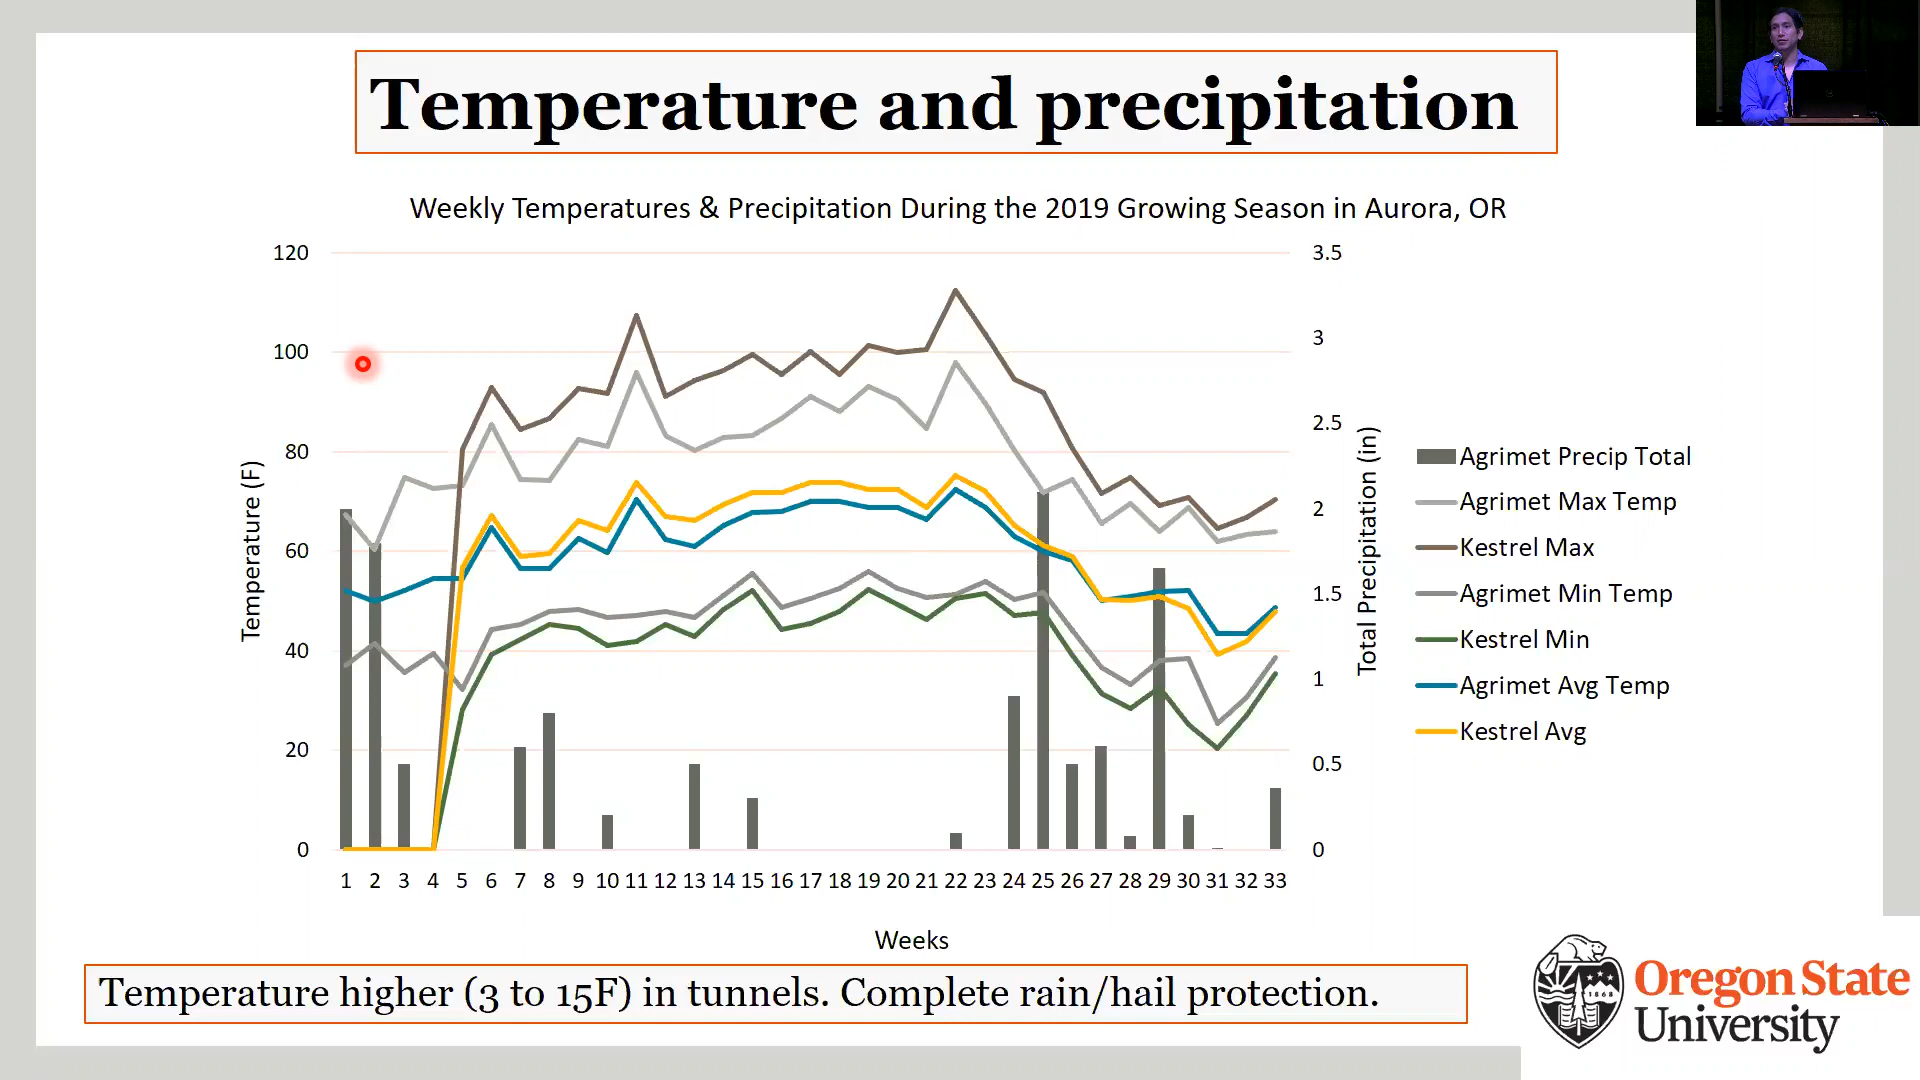 Temperature and precipitation
Weekly Temperatures & Precipitation During the 2019 Growing Season in Aurora, OR
120
100
80
60
40
20
0
Temperature (F)
3.5
3
2.5
2
1.5
1
0.5
0
Total Precipitation (in)
1 2 3 4 5 6 7 8 9 10 11 12 13 14 15 16 17 18 19 20 21 22 23 24 25 26 27 28 29 30 31 32 33
Weeks
Agrimet Precip Total
Agrimet Max Temp
Kestrel Max
Agrimet Min Temp
Kestrel Min
Agrimet Avg Temp
Kestrel Avg
Temperature higher (3 to 15F) in tunnels. Complete rain/hail protection.
1868
Oregon State
University